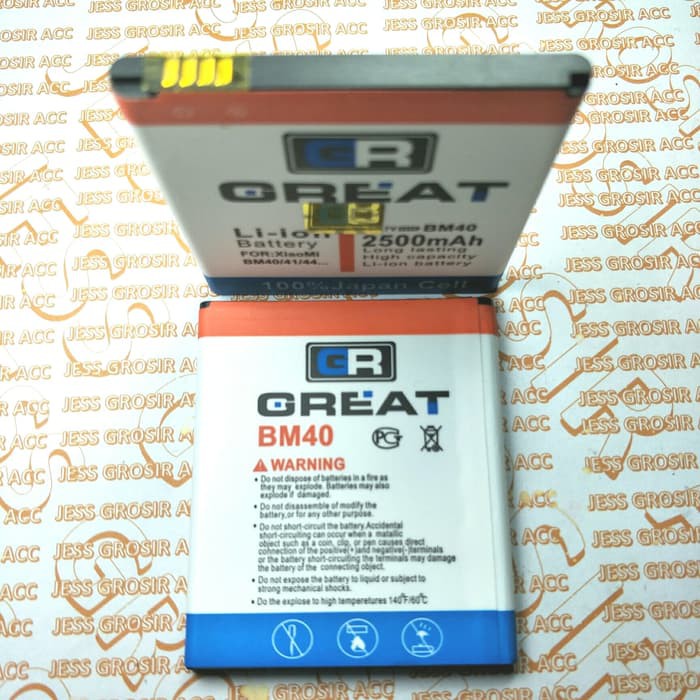 GR
GREAT
Li-ion
Battery
FOR:XiaoMi
BM40/41/44...
BM40
2500mAh
Long lasting
High capacity
Li-ion battery
100%Japan Cell
GR
GREAT
BM40
PCT
WARNING
• Do not dispose of batteries in a fire as
they may explode. Batteries may also
explode if damaged.
• Do not disassemble of modify the
battery,or for any other purpose.
• Do not short-circuit the battery.Accidental
short-circuiting can occur when a matallic
object such as a coin, clip, or pen causes direct
connection of the positive(+)and negative(-)terminals
or the battery short-circuiting the terminals may damage
the battery of the connecting object.
• Do not expose the battery to liquid or subject to
strong mechanical shocks.
• Do the explose to high temperetures 140°F/60°C
JESS GROSIR ACC